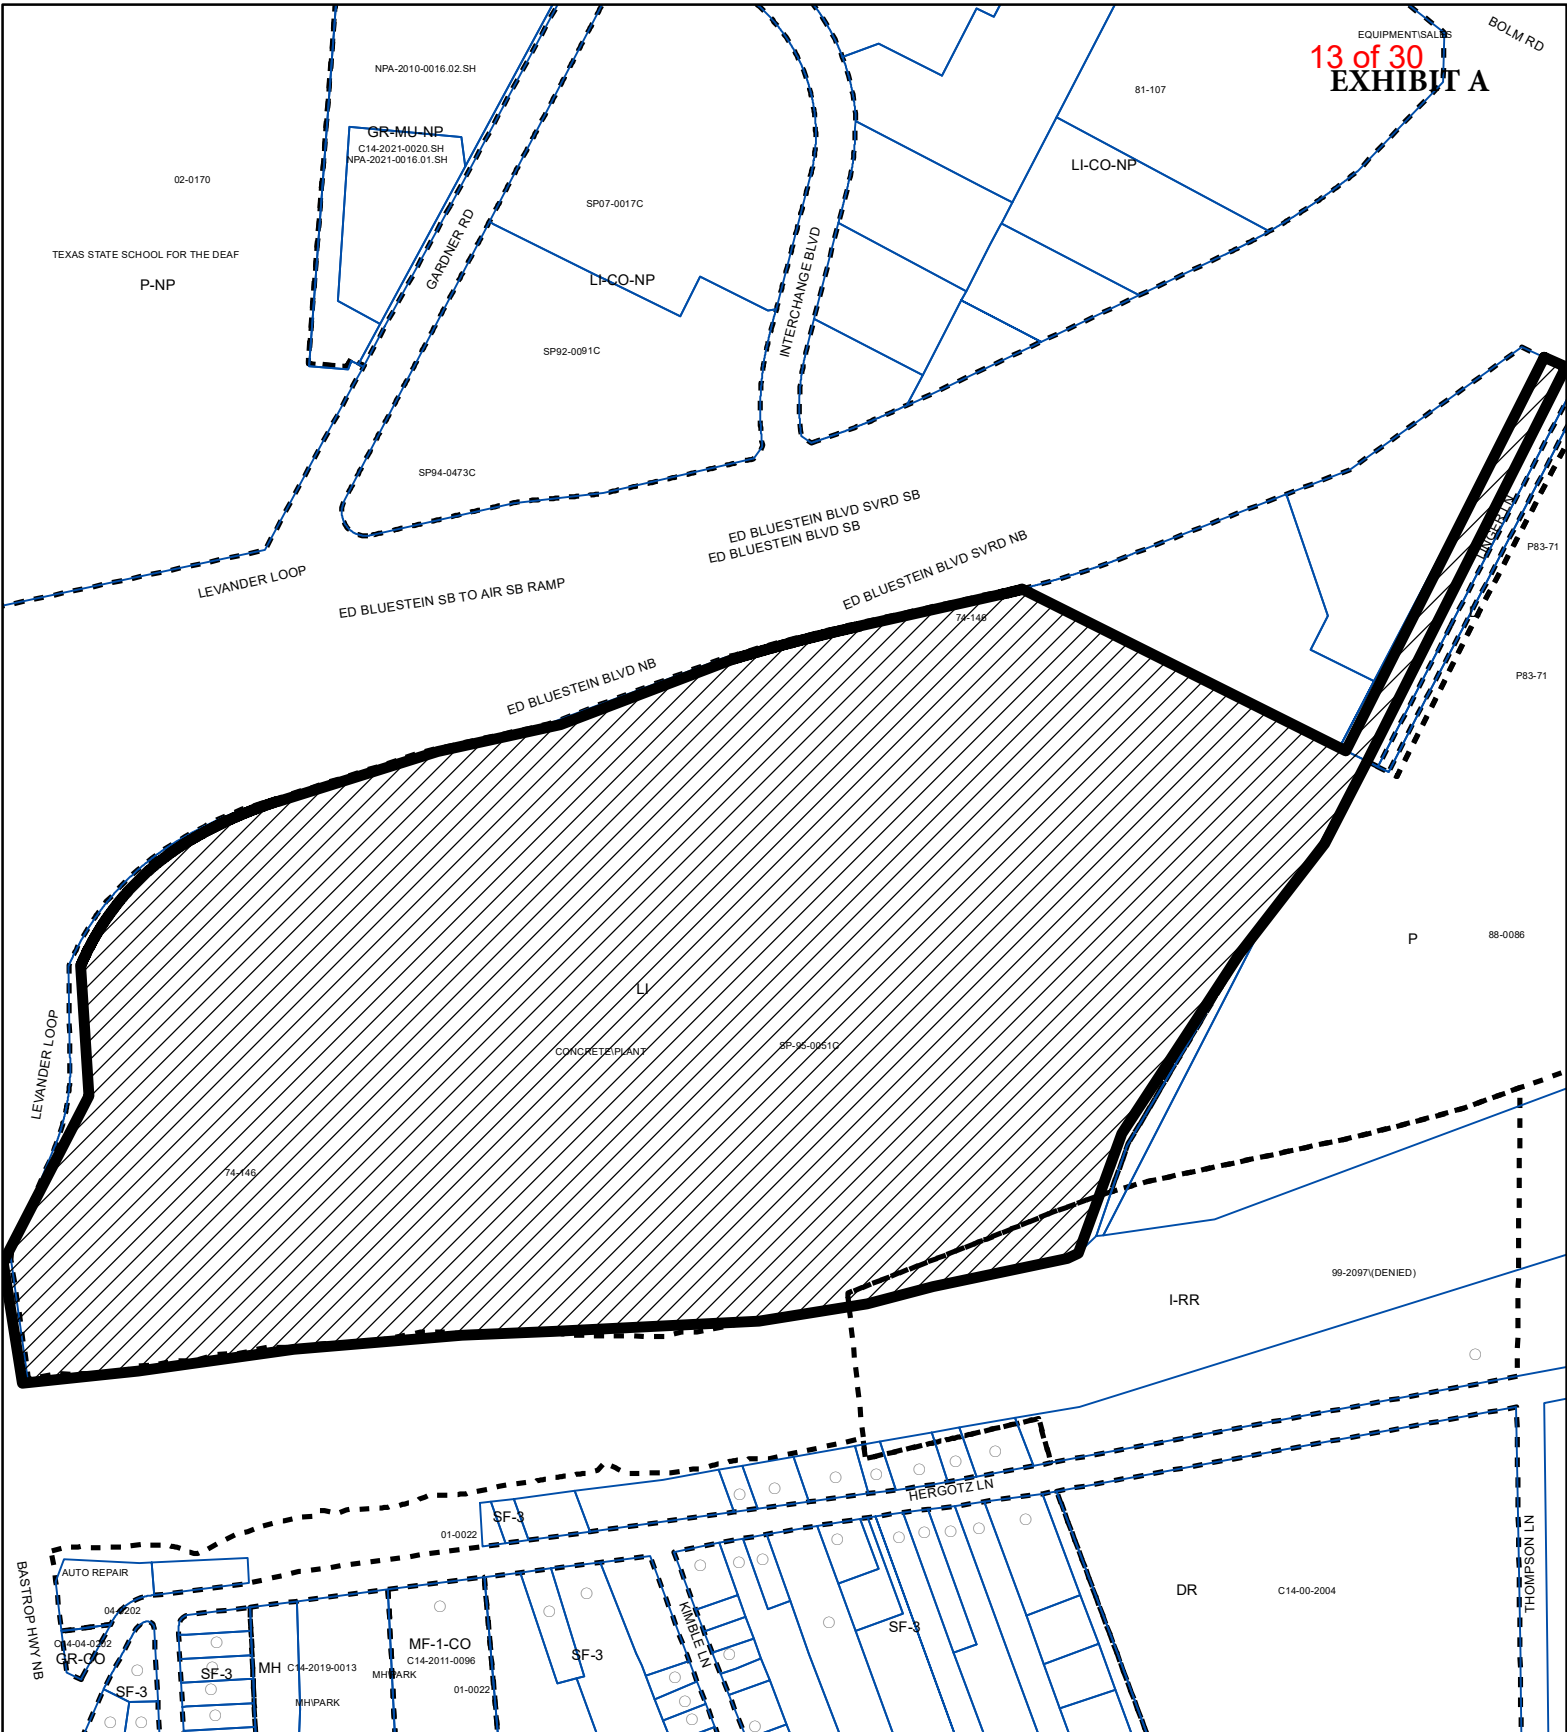 EQUIPMENT\SALES
BOLM RD
13 of 30
EXHIBIT A
NPA-2010-0016.02.SH
81-107
GR-MU-NP
C14-2021-0020.SH
NPA-2021-0016.01.SH
LI-CO-NP
02-0170
SP07-0017C
GARDNER RD
TEXAS STATE SCHOOL FOR THE DEAF
P-NP
LI-CO-NP
INTERCHANGE BLVD
SP92-0091C
SP94-0473C
ED BLUESTEIN BLVD SVRD SB
ED BLUESTEIN BLVD SB
LINGER LN
P83-71
LEVANDER LOOP
ED BLUESTEIN SB TO AIR SB RAMP
ED BLUESTEIN BLVD SVRD NB
74-146
P83-71
ED BLUESTEIN BLVD NB
P
88-0086
LI
CONCRETE\PLANT
SP-95-0051C
LEVANDER LOOP
74-146
99-2097\(DENIED)
I-RR
HERGOTZ LN
SF-3
01-0022
BASTROP HWY NB
AUTO REPAIR
THOMPSON LN
DR
C14-00-2004
04-0202
C14-04-0202
GR-CO
SF-3
SF-3
MH
C14-2019-0013
MH\PARK
MH\PARK
MF-1-CO
C14-2011-0096
01-0022
SF-3
KIMBLE LN
SF-3